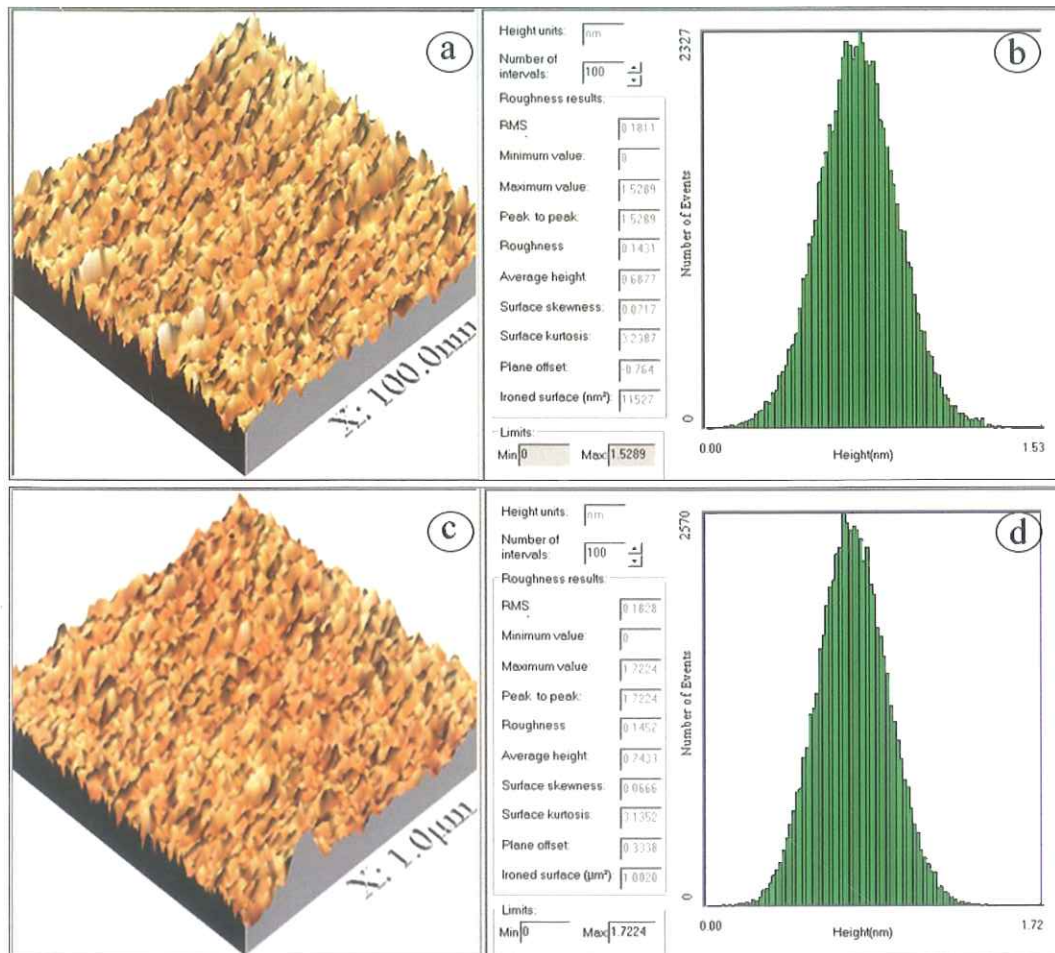 a
X: 100.0nm
Height units: nm
Number of
intervals: 100
Roughness results:
RMS 0.1811
Minimum value: 0
Maximum value: 1.5289
Peak to peak: 1.5289
Roughness 0.1431
Average height: 0.6877
Surface skewness: 0.0717
Surface kurtosis: 3.2387
Plane offset: -0.764
Ironed surface (nm²): 11527
Limits:
Min 0 Max: 1.5289
b
2327
Number of Events
0
0.00 1.53
Height(nm)
c
X: 1.0μm
Height units: nm
Number of
intervals: 100
Roughness results:
RMS 0.1828
Minimum value: 0
Maximum value 1.7224
Peak to peak: 1.7224
Roughness 0.1452
Average height 0.7433
Surface skewness: 0.0666
Surface kurtosis: 3.1352
Plane offset: 0.3338
Ironed surface (μm²)
Limits:
Min 0 Max: 1.7224
d
2570
Number of Events
0
0.00 1.72
Height(nm)